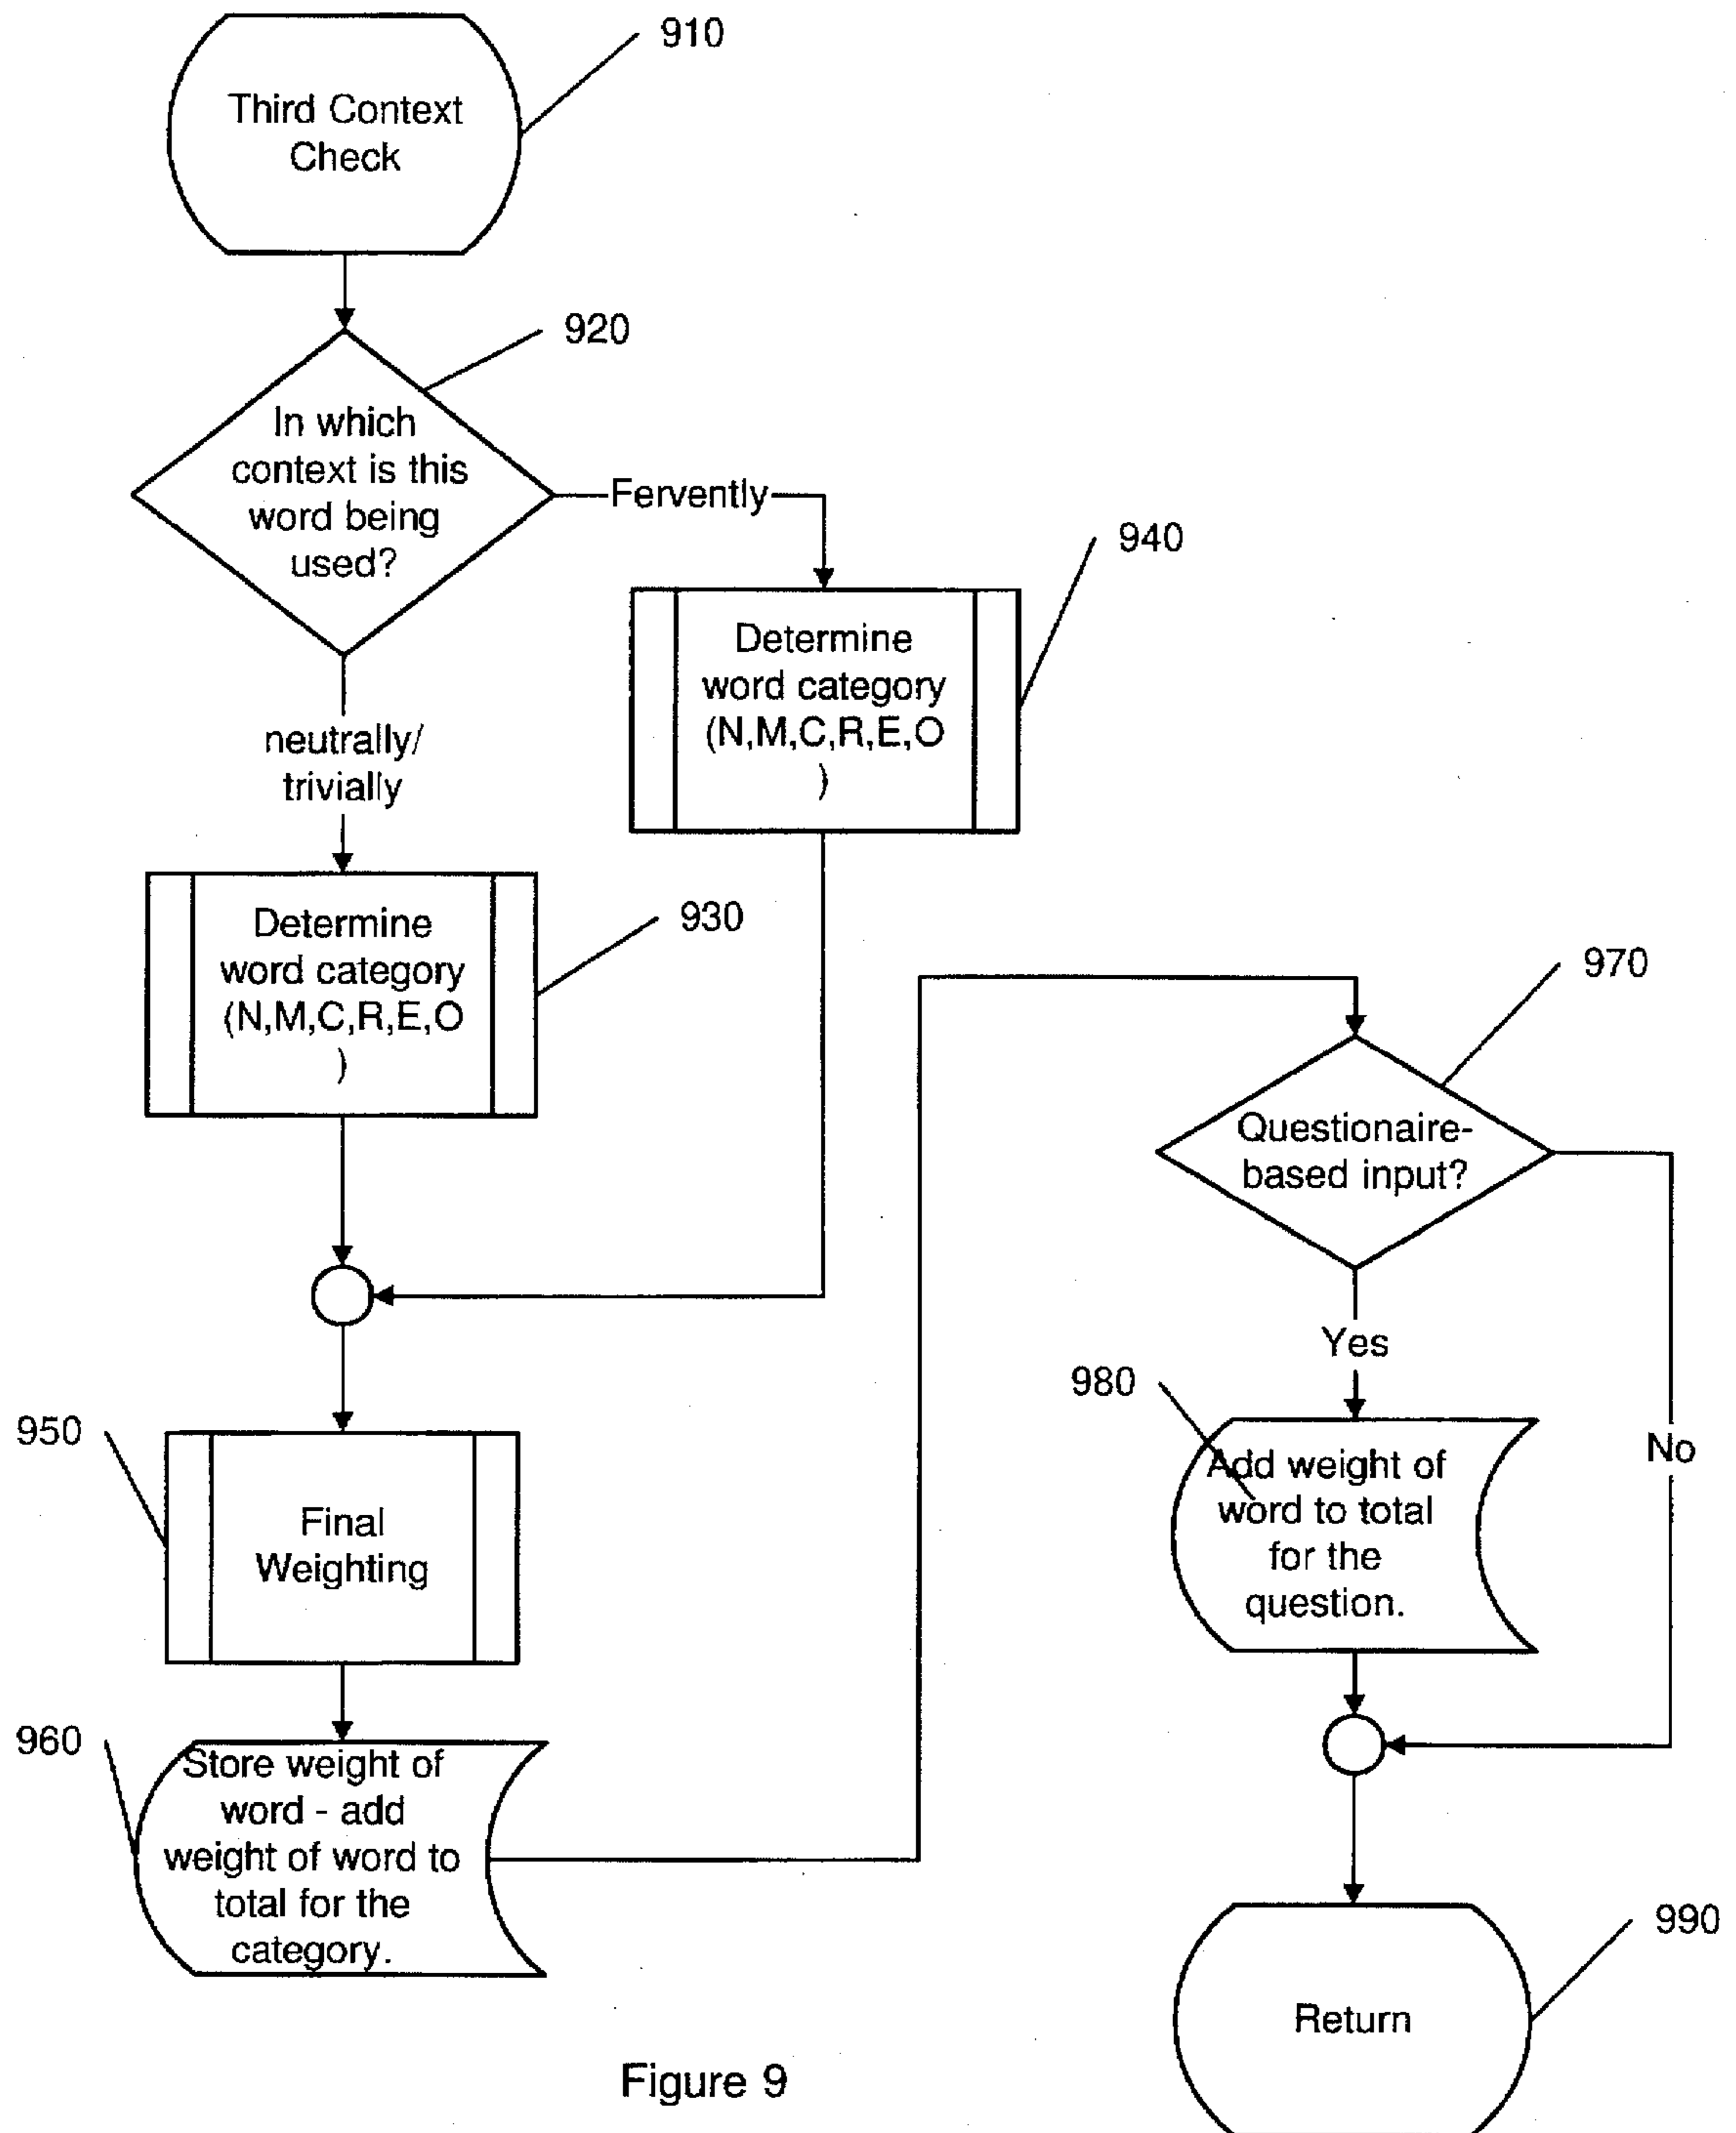 910
Third Context
Check
920
In which
context is this
word being
used?
Fervently
940
Determine
word category
(N,M,C,R,E,O
)
neutrally/
trivially
930
Determine
word category
(N,M,C,R,E,O
)
950
Final
Weighting
960
Store weight of
word - add
weight of word to
total for the
category.
970
Questionaire-
based input?
Yes
No
980
Add weight of
word to total
for the
question.
990
Return
Figure 9